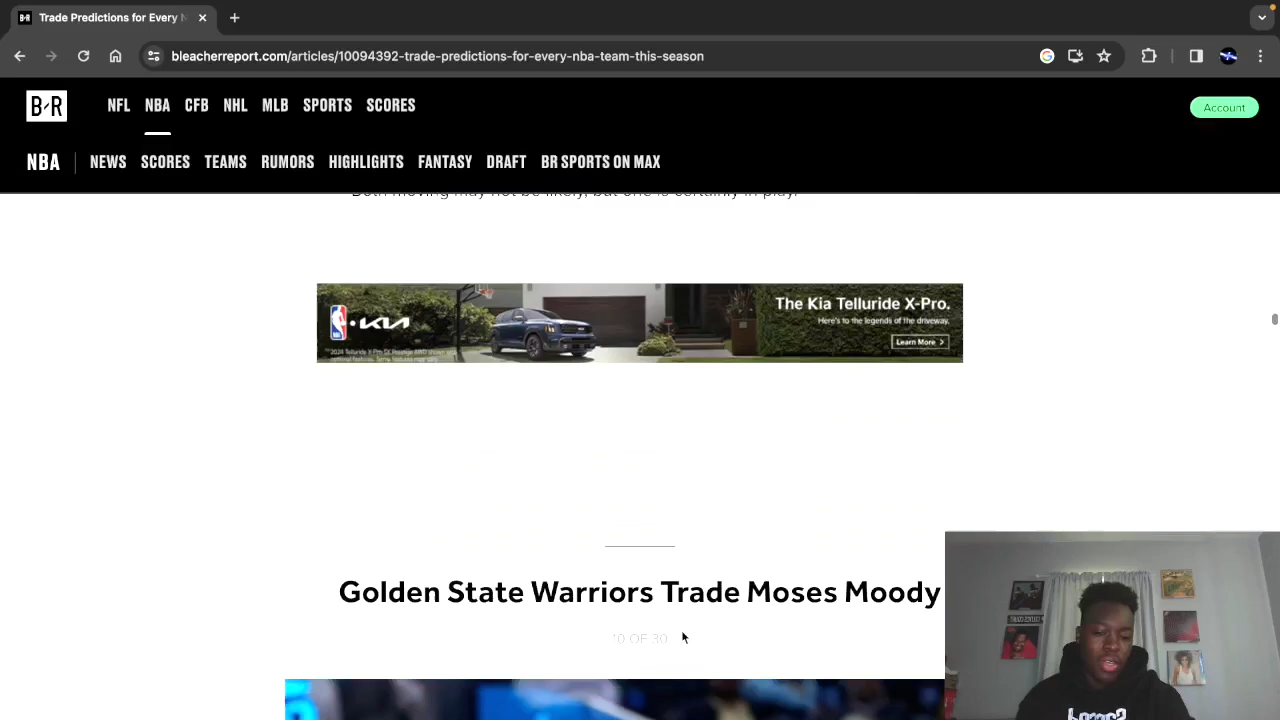 B/R Trade Predictions for Every N
bleacherreport.com/articles/10094392-trade-predictions-for-every-nba-team-this-season
B/R NFL NBA CFB NHL MLB SPORTS SCORES Account
NBA NEWS SCORES TEAMS RUMORS HIGHLIGHTS FANTASY DRAFT BR SPORTS ON MAX
Both moving may not be likely, but one is certainly in play.
NBA KIA
The Kia Telluride X-Pro.
Here's to the legends of the driveway.
Learn More >
Golden State Warriors Trade Moses Moody
10 OF 30